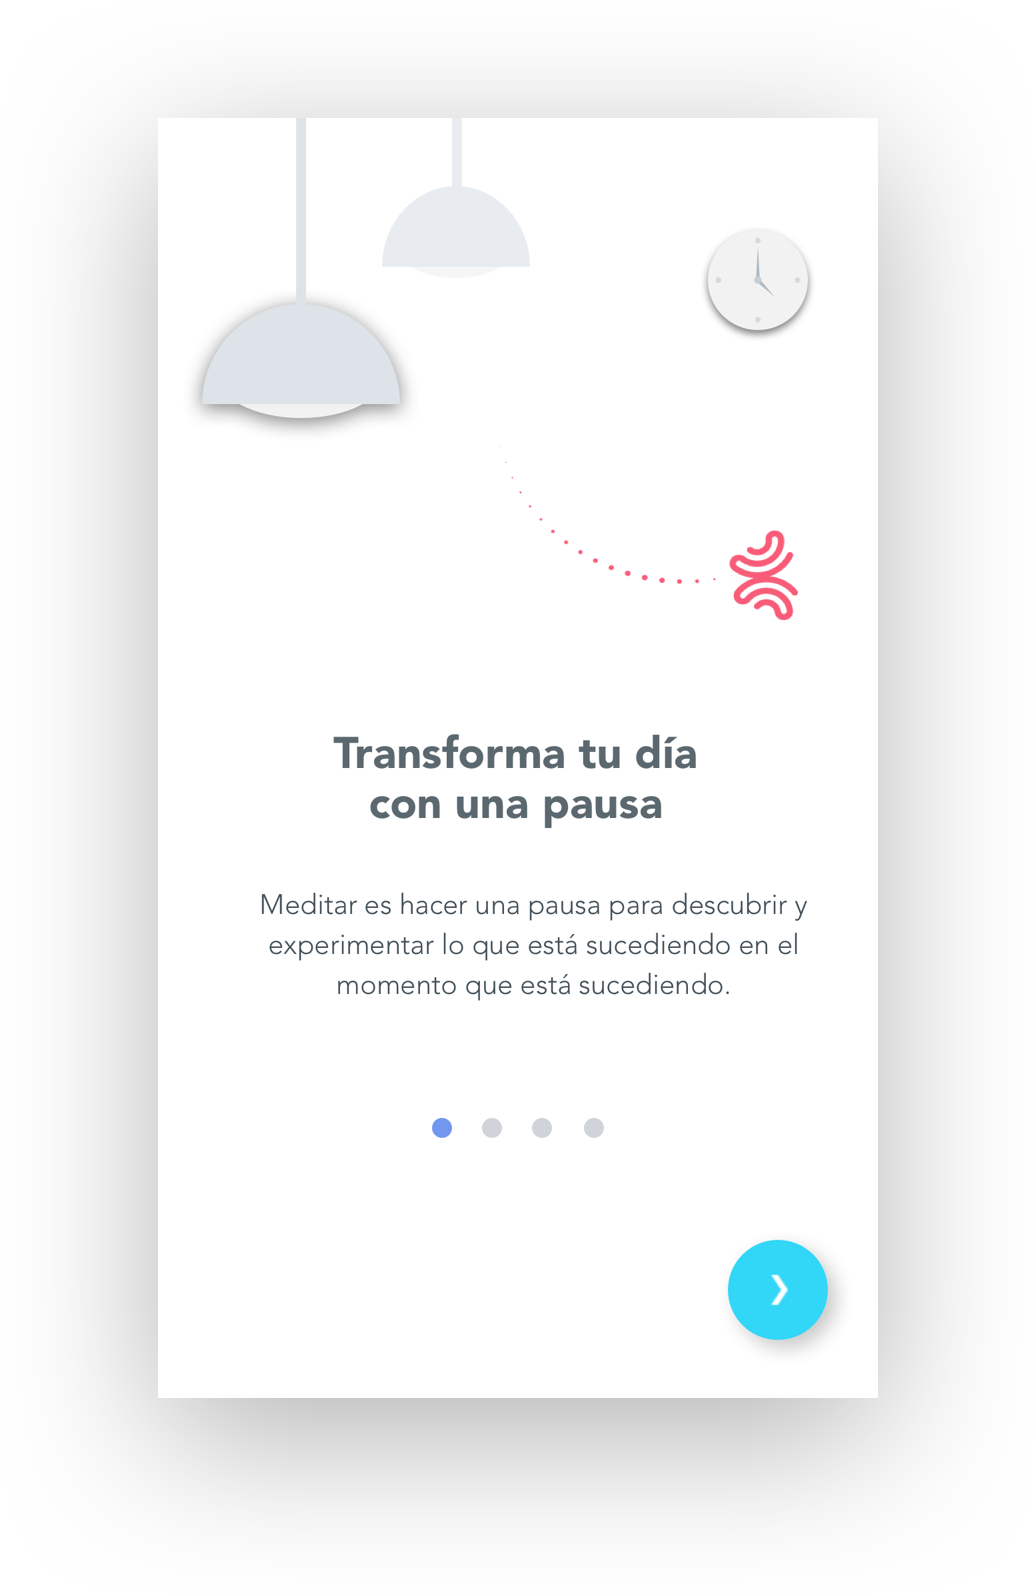 Transforma tu día
con una pausa
Meditar es hacer una pausa para descubrir y
experimentar lo que está sucediendo en el
momento que está sucediendo.